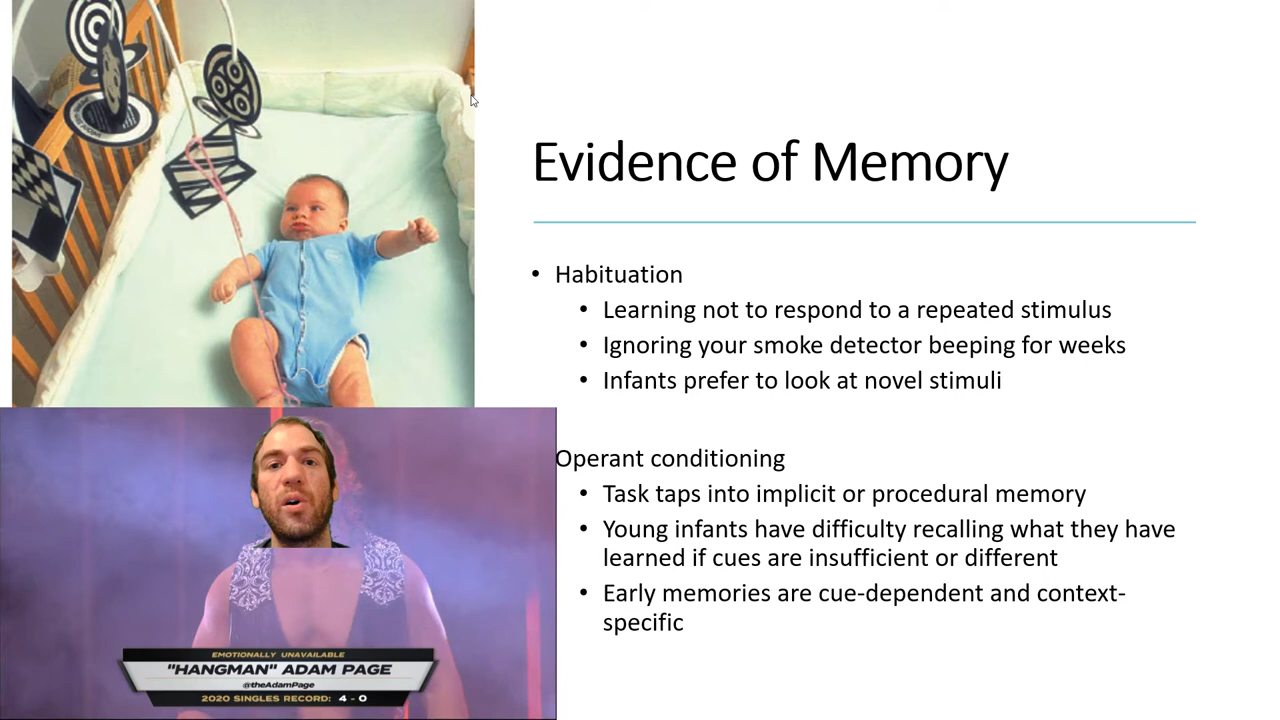 Evidence of Memory
• Habituation
• Learning not to respond to a repeated stimulus
• Ignoring your smoke detector beeping for weeks
• Infants prefer to look at novel stimuli
Operant conditioning
• Task taps into implicit or procedural memory
• Young infants have difficulty recalling what they have
learned if cues are insufficient or different
• Early memories are cue-dependent and context-
specific
EMOTIONALLY UNAVAILABLE
"HANGMAN" ADAM PAGE
@theAdamPage
2020 SINGLES RECORD: 4 - 0